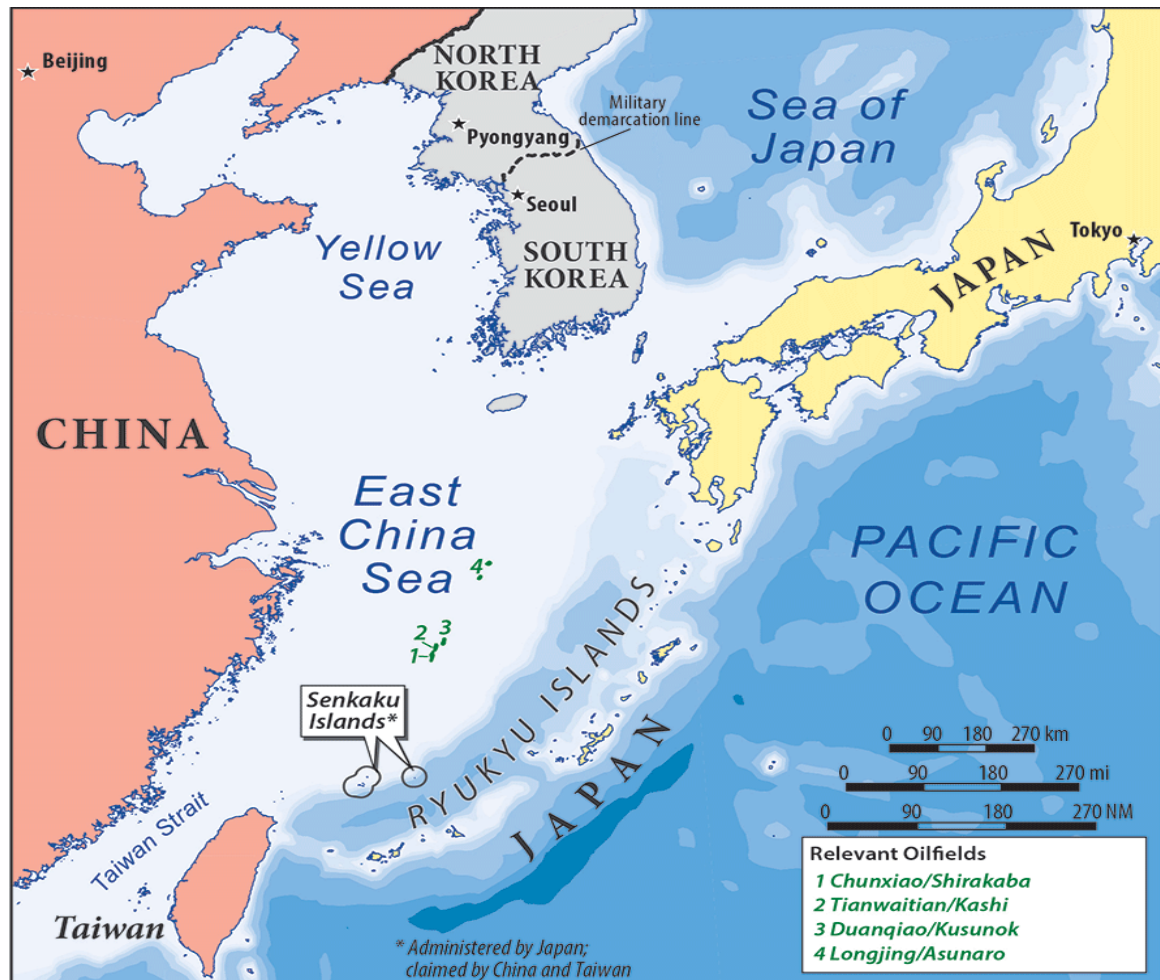 Beijing
NORTH
KOREA
Military
demarcation line
Pyongyang
Seoul
SOUTH
KOREA
Sea of
Japan
Yellow
Sea
Tokyo
JAPAN
CHINA
East
China
Sea
4
3
2
1
PACIFIC
OCEAN
Senkaku
Islands*
RYUKYU ISLANDS
JAPAN
Taiwan Strait
Taiwan
* Administered by Japan;
claimed by China and Taiwan
0 90 180 270 km
0 90 180 270 mi
0 90 180 270 NM
Relevant Oilfields
1 Chunxiao/Shirakaba
2 Tianwaitian/Kashi
3 Duanqiao/Kusunok
4 Longjing/Asunaro